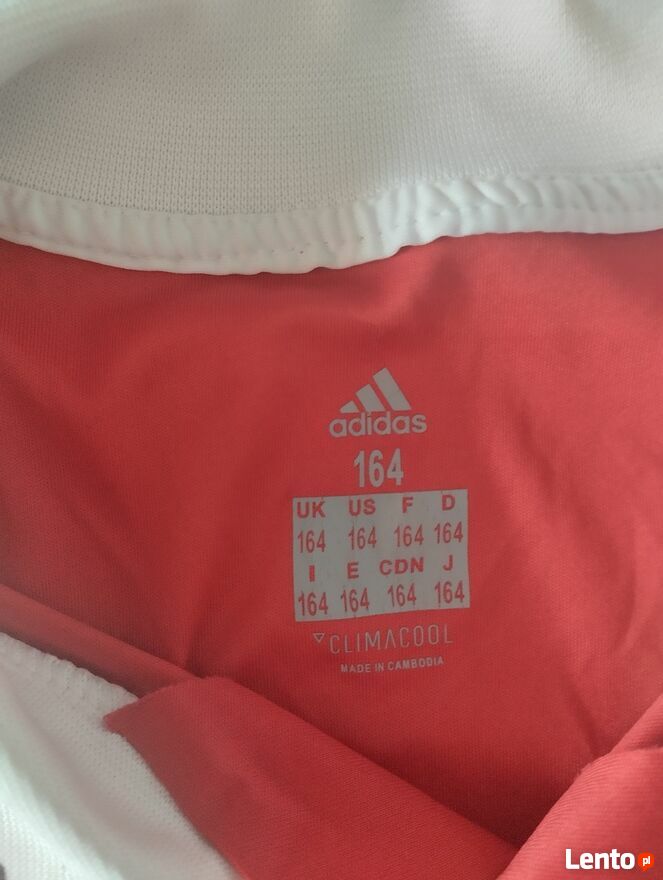 adidas
164
UK US F D
164 164 164 164
I E CDN J
164 164 164 164
CLIMACOOL
MADE IN CAMBODIA
Lento.pl